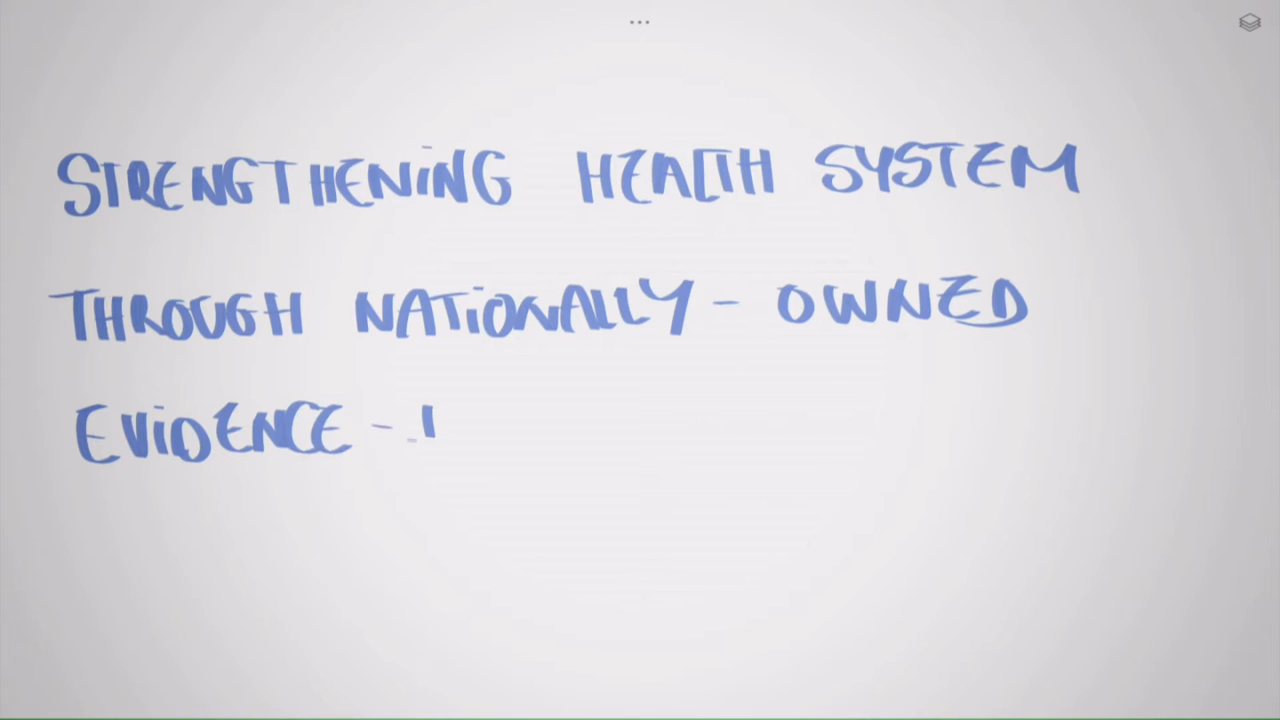 STRENGTHENING HEALTH SYSTEM
THROUGH NATIONALLY - OWNED
EVIDENCE -